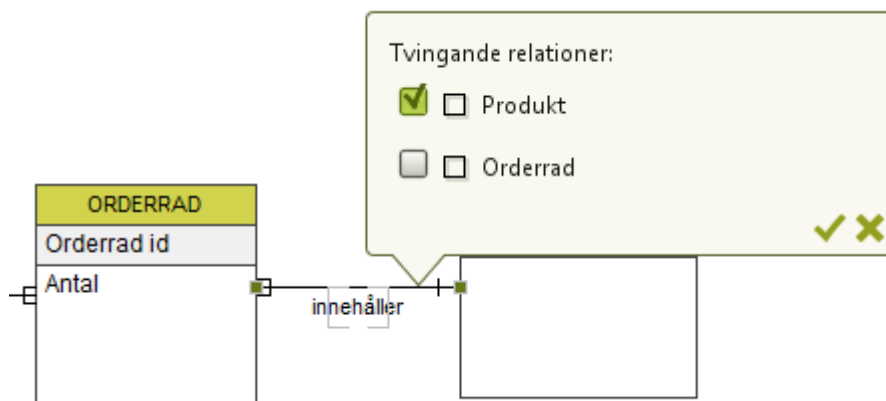 Tvingande relationer:
Produkt
Orderrad
ORDERRAD
Orderrad id
Antal
innehåller